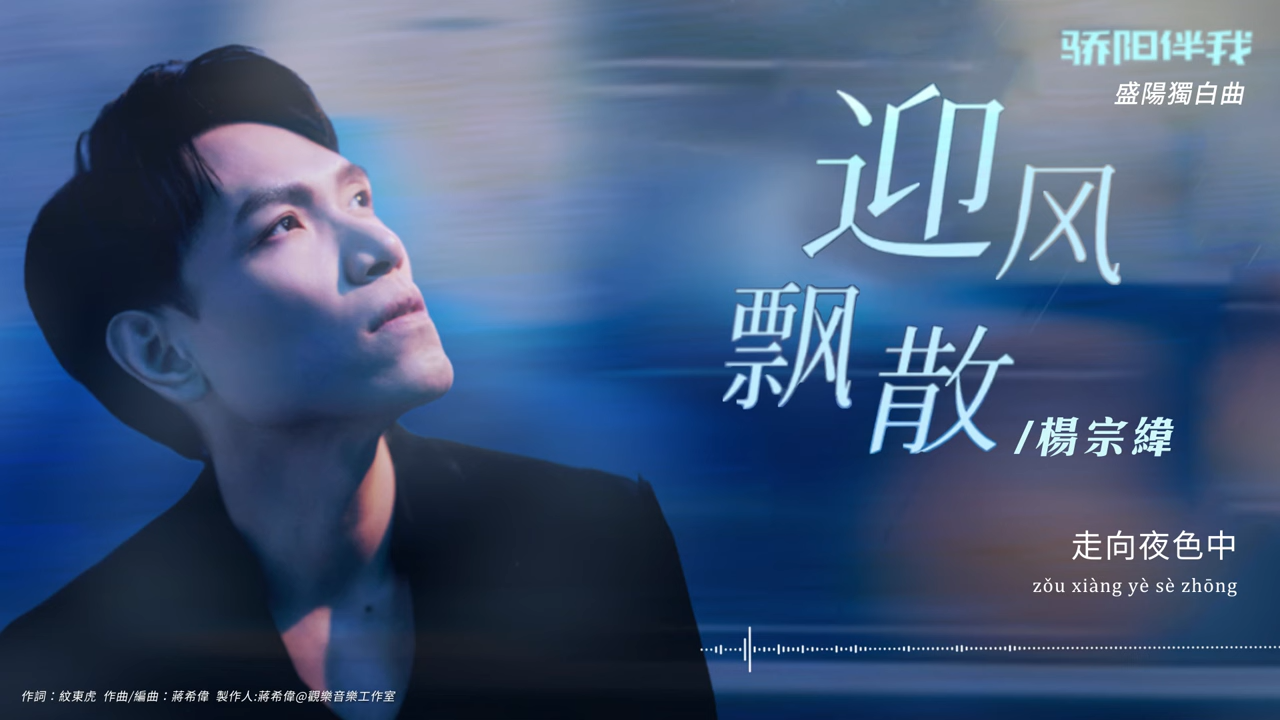 骄阳伴我
盛陽獨白曲
迎风
飘散
/楊宗緯
走向夜色中
zǒu xiàng yè sè zhōng
作詞：紋東虎 作曲/編曲：蔣希偉 製作人:蔣希偉@觀樂音樂工作室